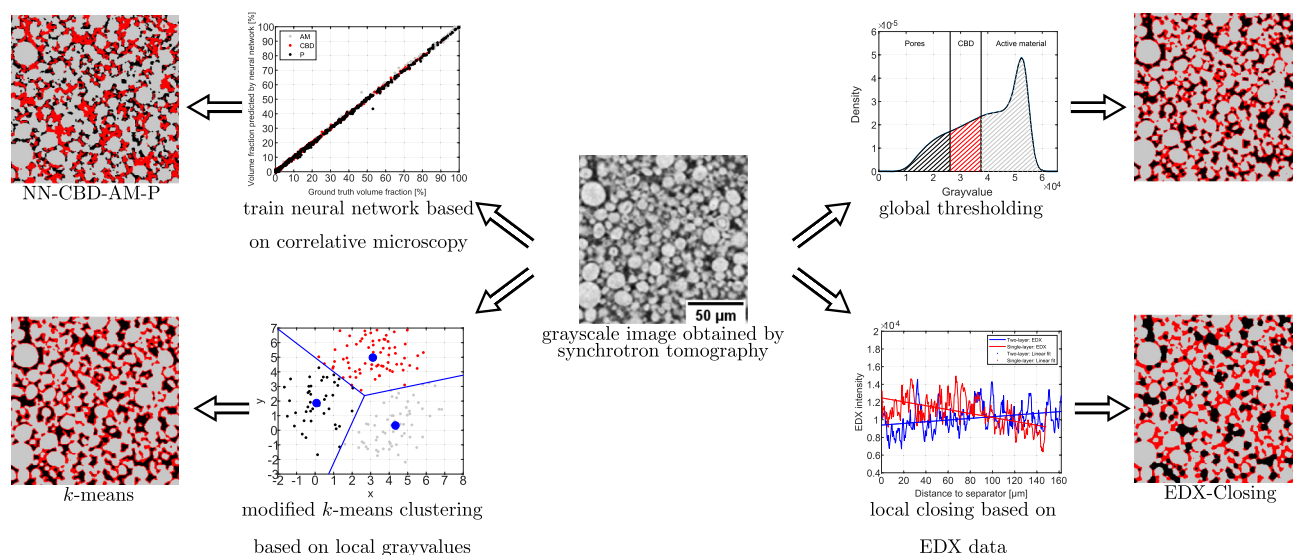 Volume fraction predicted by neural network [%]
100
90
80
70
60
50
40
30
20
10
0
AM
CBD
P
0 10 20 30 40 50 60 70 80 90 100
Ground truth volume fraction [%]
train neural network based
on correlative microscopy
NN-CBD-AM-P
×10^-5
Density
6
5
4
3
2
1
0
Pores CBD Active material
1 2 3 4 5 6
Grayvalue ×10^4
global thresholding
50 μm
grayscale image obtained by
synchrotron tomography
y
7
6
5
4
3
2
1
0
-1
-2
-3
-2 -1 0 1 2 3 4 5 6 7 8
x
modified k-means clustering
based on local grayvalues
k-means
×10^4
EDX intensity
2
1.8
1.6
1.4
1.2
1
0.8
0.6
0.4
Two-layer: EDX
Single-layer: EDX
Two-layer: Linear fit
Single-layer: Linear fit
0 20 40 60 80 100 120 140 160
Distance to separator [μm]
local closing based on
EDX data
EDX-Closing